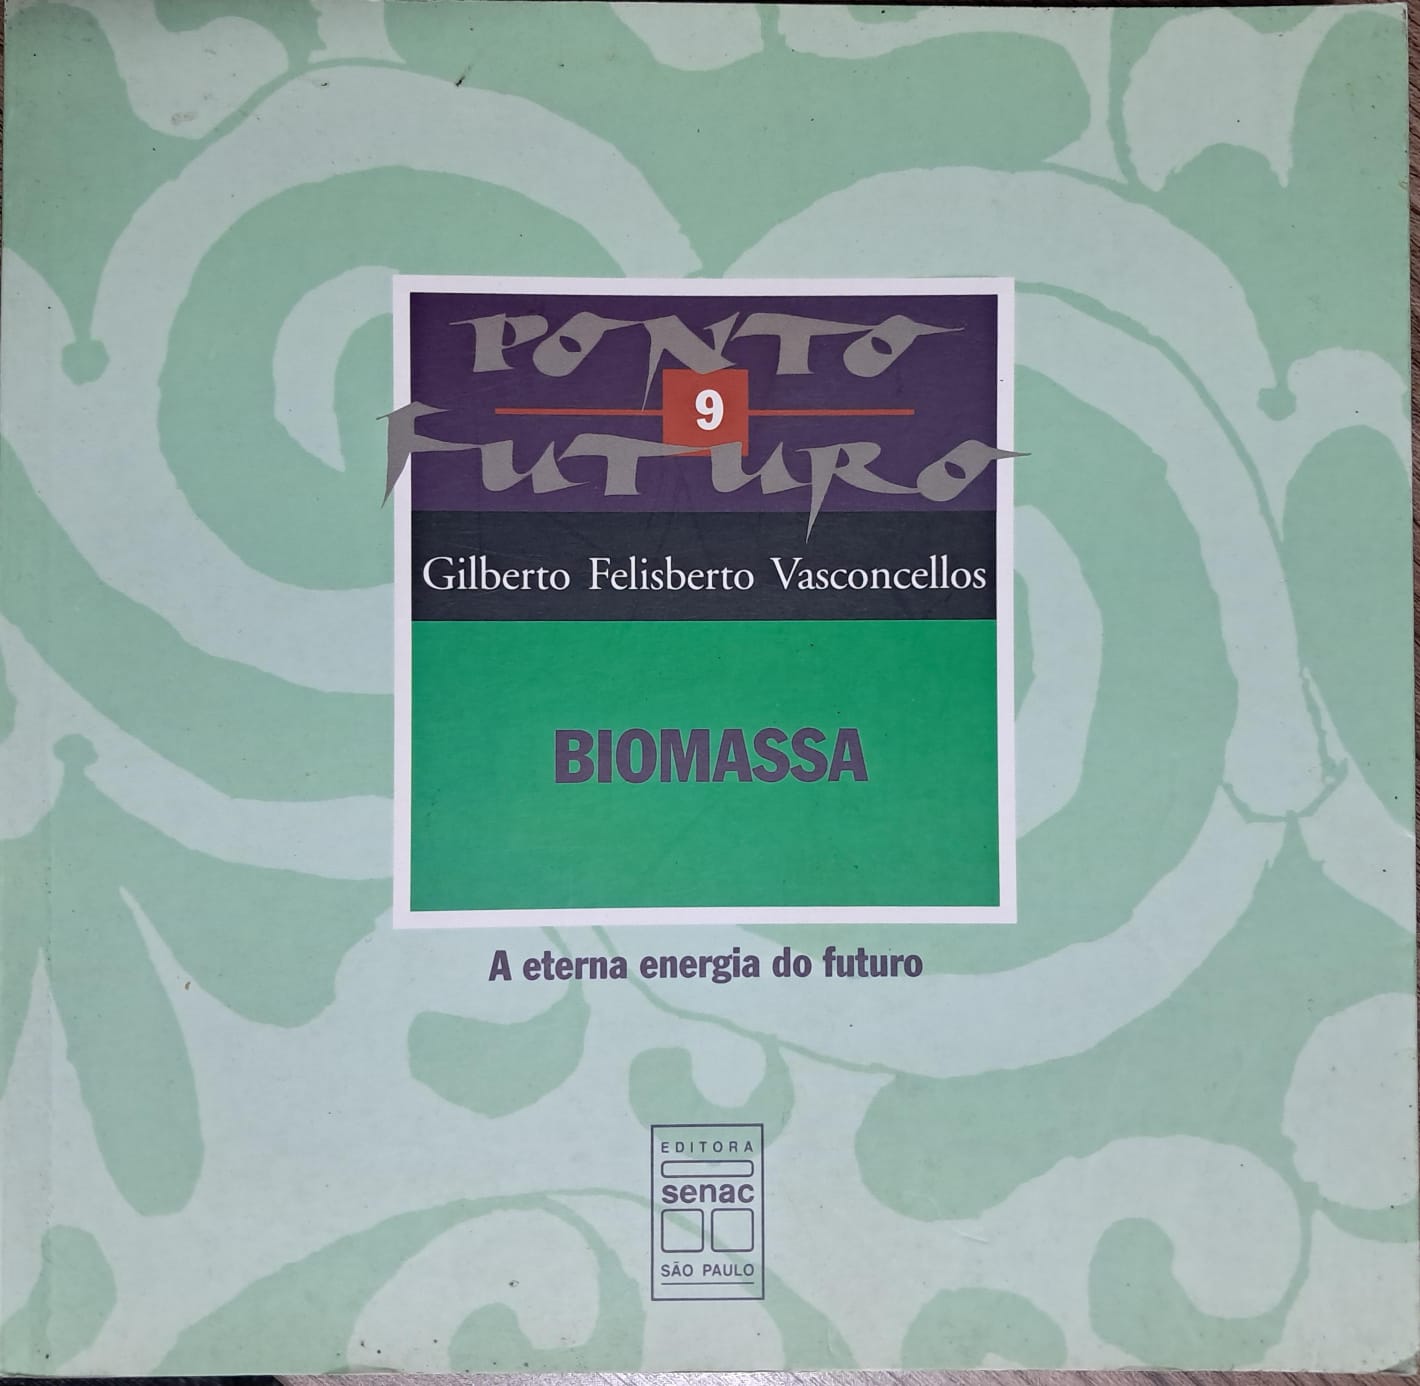 PONTO
9
FUTURO
Gilberto Felisberto Vasconcellos
BIOMASSA
A eterna energia do futuro
EDITORA
senac
SÃO PAULO